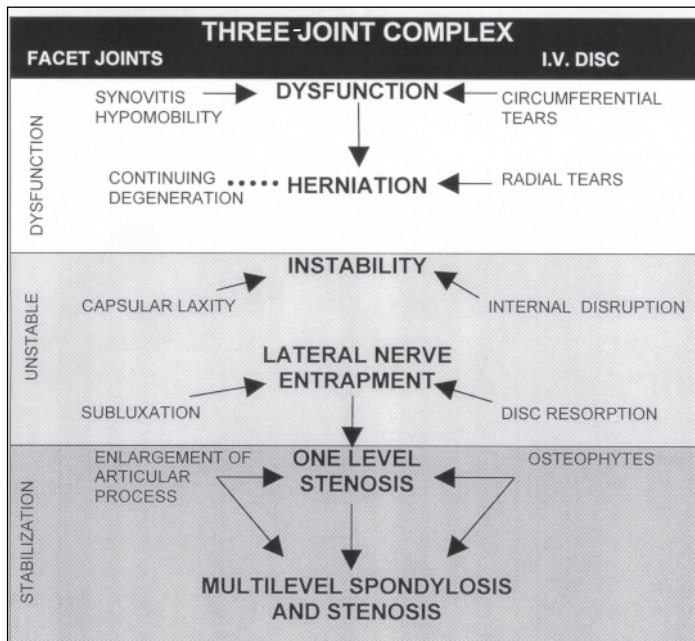 THREE-JOINT COMPLEX
FACET JOINTS
I.V. DISC
DYSFUNCTION
SYNOVITIS
HYPOMOBILITY
DYSFUNCTION
CIRCUMFERENTIAL
TEARS
CONTINUING
DEGENERATION
HERNIATION
RADIAL TEARS
UNSTABLE
INSTABILITY
CAPSULAR LAXITY
INTERNAL DISRUPTION
LATERAL NERVE
ENTRAPMENT
SUBLUXATION
DISC RESORPTION
STABILIZATION
ENLARGEMENT OF
ARTICULAR
PROCESS
ONE LEVEL
STENOSIS
OSTEOPHYTES
MULTILEVEL SPONDYLOSIS
AND STENOSIS